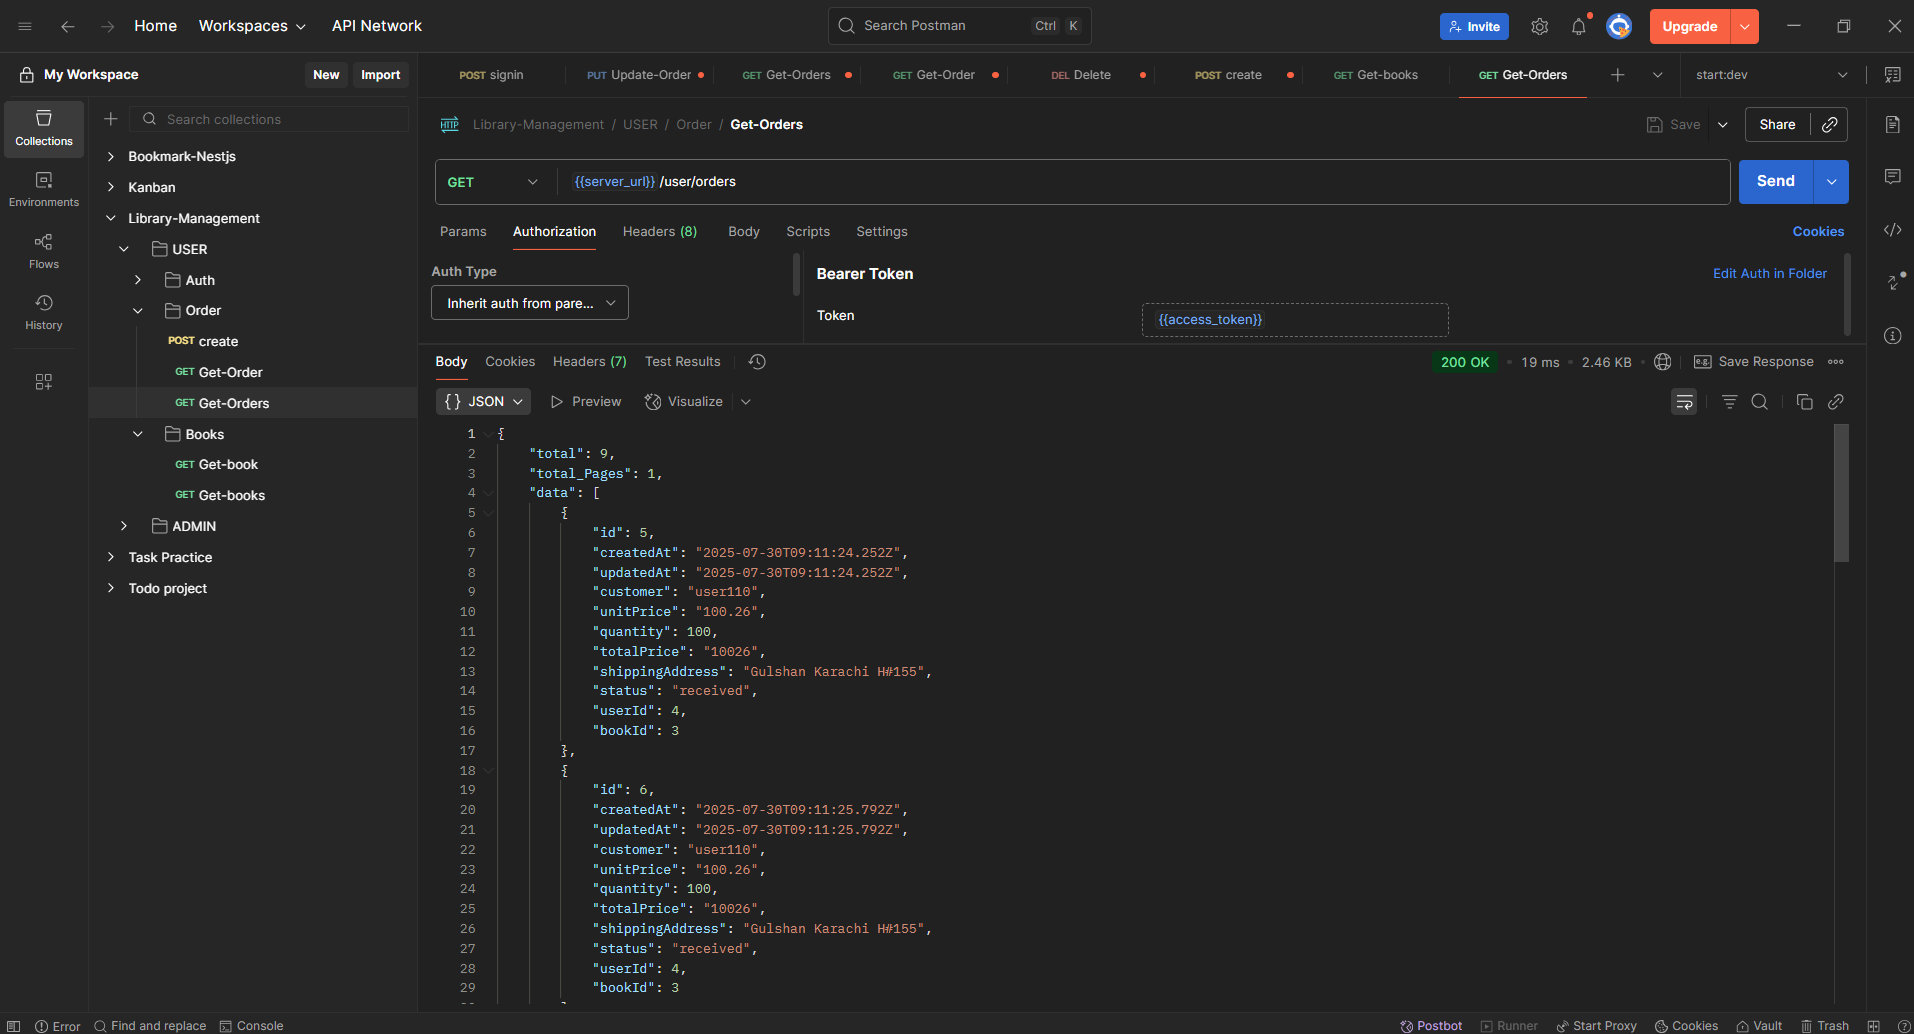 Home Workspaces API Network Search Postman Ctrl K Invite Upgrade
My Workspace New Import
POST signin PUT Update-Order GET Get-Orders GET Get-Order DEL Delete POST create GET Get-books GET Get-Orders start:dev
Collections
Environments
Flows
History
Search collections
Bookmark-Nestjs
Kanban
Library-Management
USER
Auth
Order
POST create
GET Get-Order
GET Get-Orders
Books
GET Get-book
GET Get-books
ADMIN
Task Practice
Todo project
HTTP Library-Management / USER / Order / Get-Orders Save Share
GET {{server_url}} /user/orders Send
Params Authorization Headers (8) Body Scripts Settings Cookies
Auth Type
Inherit auth from pare...
Bearer Token Edit Auth in Folder
Token {{access_token}}
Body Cookies Headers (7) Test Results 200 OK 19 ms 2.46 KB e.g. Save Response
{} JSON Preview Visualize
1 {
2 "total": 9,
3 "total_Pages": 1,
4 "data": [
5 {
6 "id": 5,
7 "createdAt": "2025-07-30T09:11:24.252Z",
8 "updatedAt": "2025-07-30T09:11:24.252Z",
9 "customer": "user110",
10 "unitPrice": "100.26",
11 "quantity": 100,
12 "totalPrice": "10026",
13 "shippingAddress": "Gulshan Karachi H#155",
14 "status": "received",
15 "userId": 4,
16 "bookId": 3
17 },
18 {
19 "id": 6,
20 "createdAt": "2025-07-30T09:11:25.792Z",
21 "updatedAt": "2025-07-30T09:11:25.792Z",
22 "customer": "user110",
23 "unitPrice": "100.26",
24 "quantity": 100,
25 "totalPrice": "10026",
26 "shippingAddress": "Gulshan Karachi H#155",
27 "status": "received",
28 "userId": 4,
29 "bookId": 3
Error Find and replace Console Postbot Runner Start Proxy Cookies Vault Trash